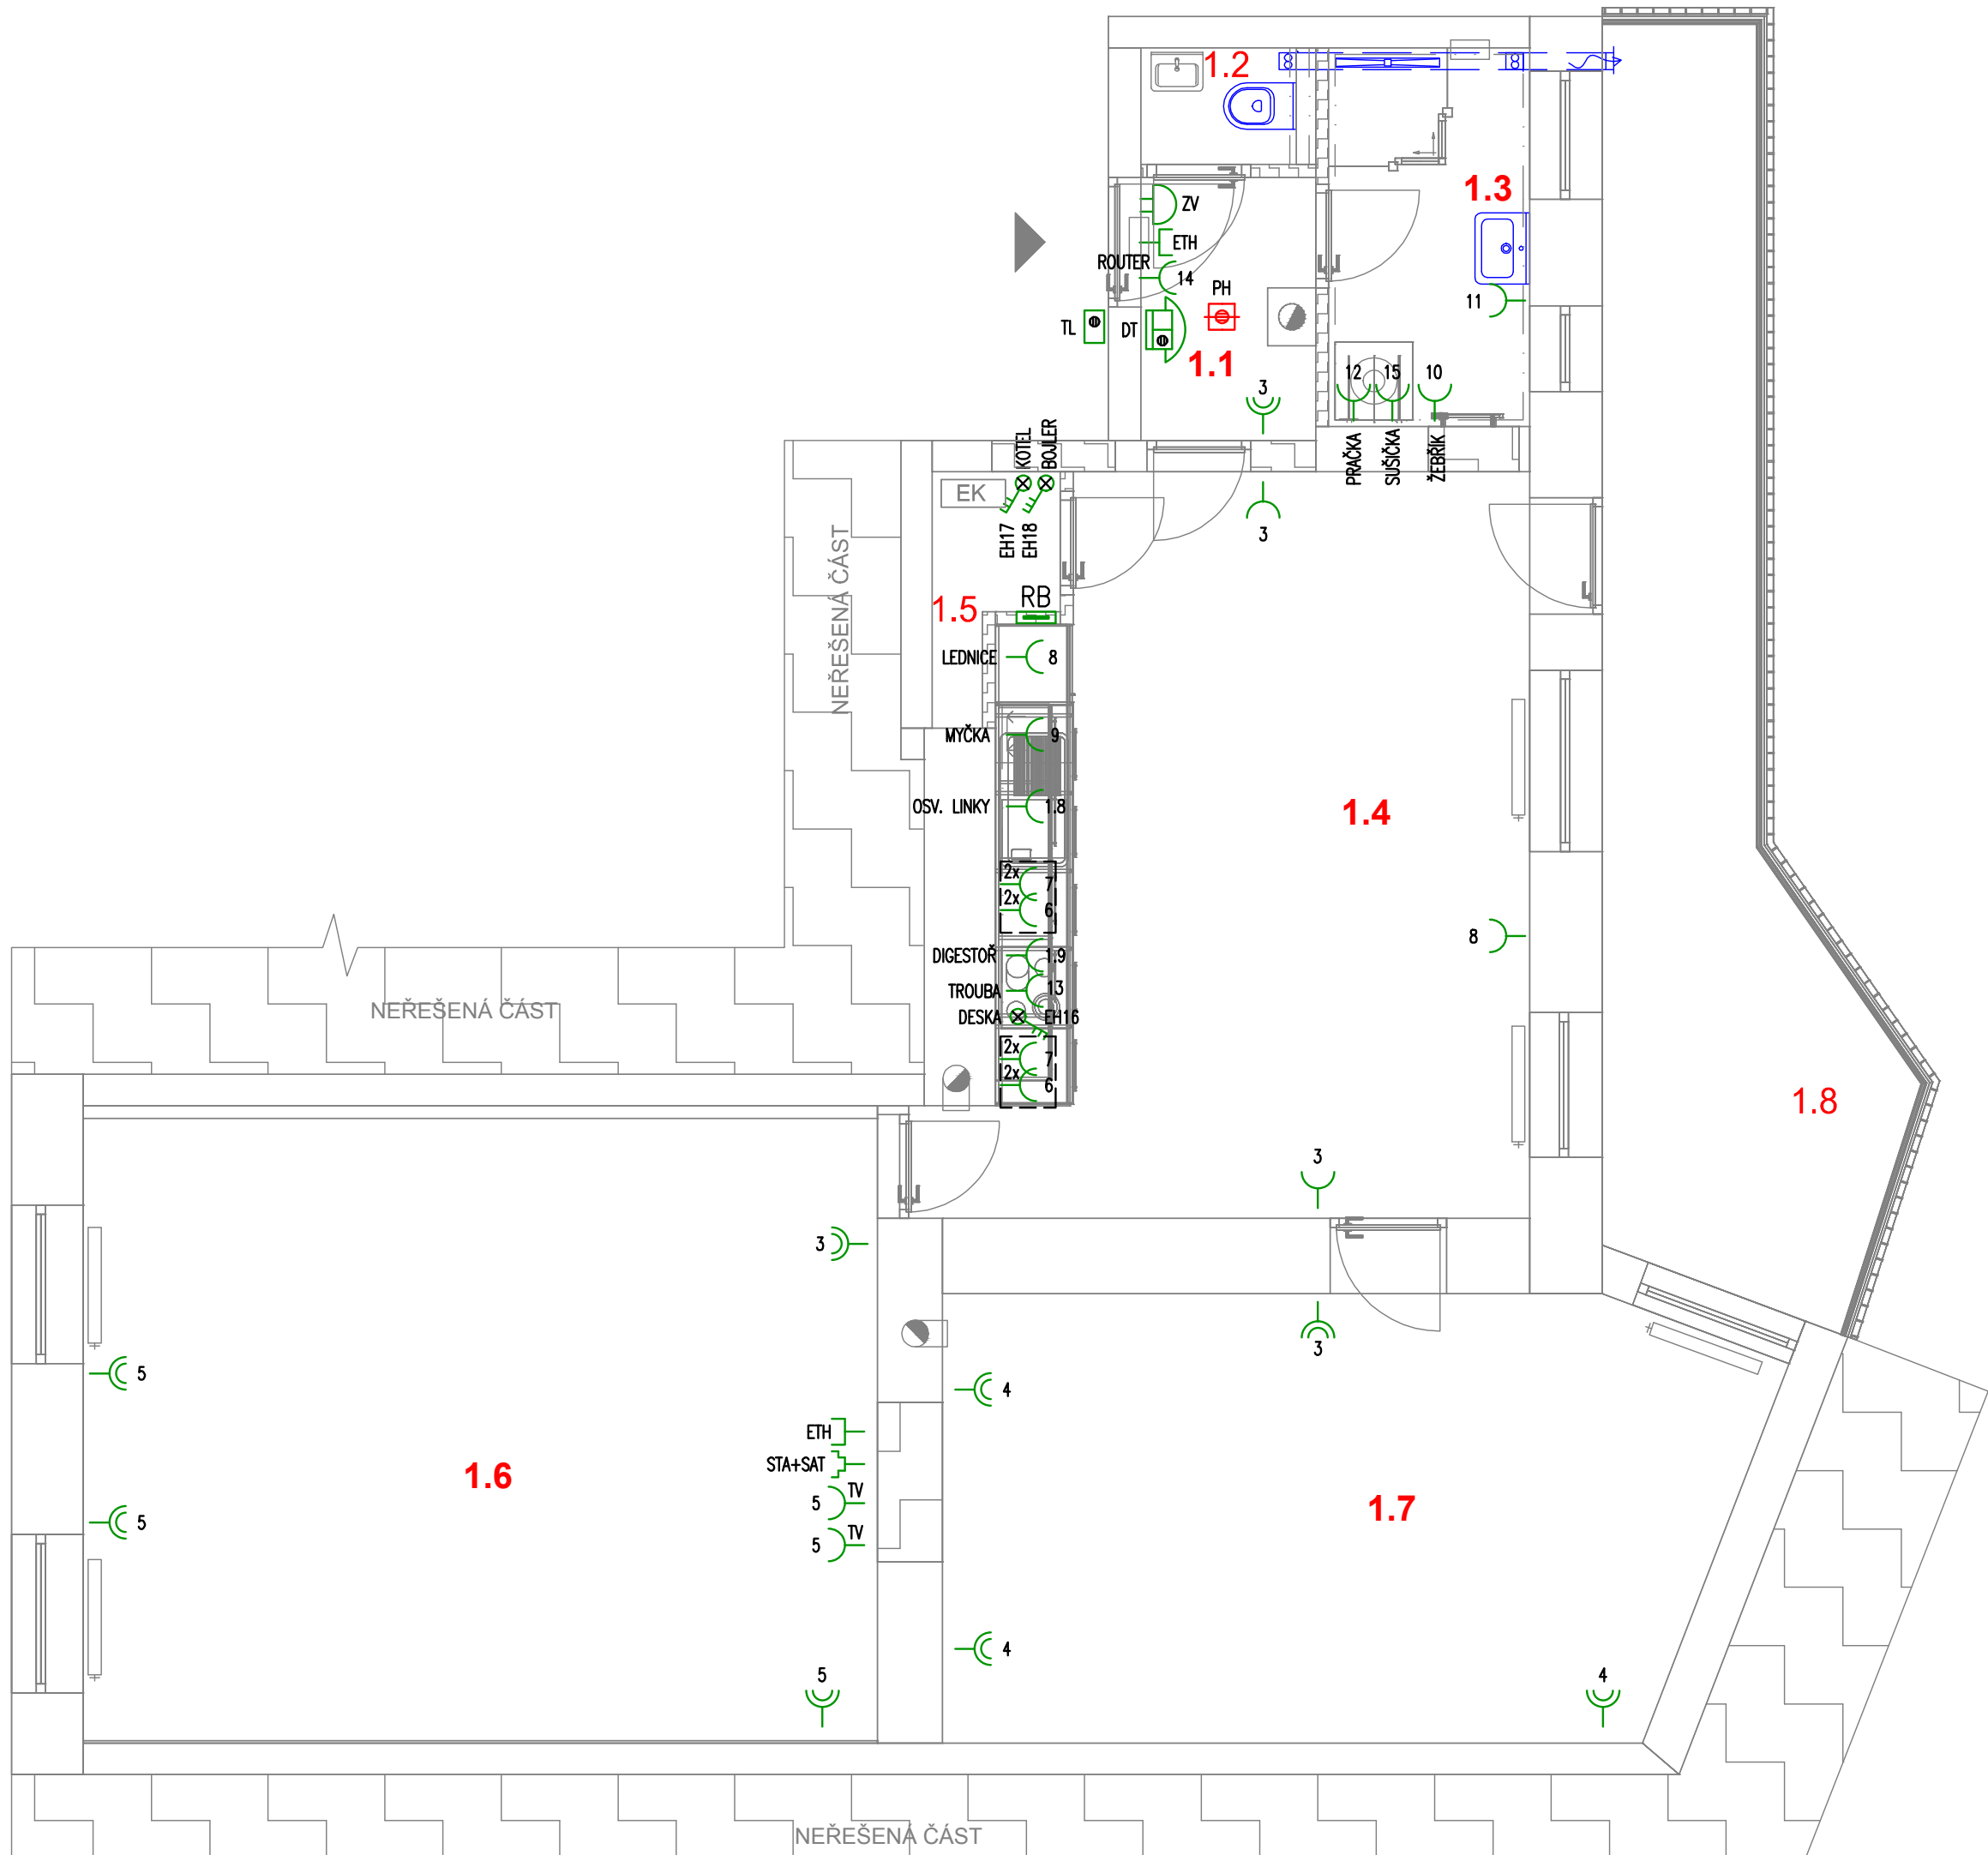 1.2
1.3
ZV
ETH
ROUTER
14
PH
11
TL
DT
1.1
3
12
15
10
PRAČKA
SUŠIČKA
ŽEBŘÍK
KOTEL
BOJLER
EK
EH17
EH18
3
NEŘEŠENÁ ČÁST
RB
1.5
LEDNICE
8
MYČKA
9
OSV. LINKY
1.8
1.4
2x
7
2x
6
8
DIGESTOŘ
1.9
TROUBA
13
DESKA
EH16
NEŘEŠENÁ ČÁST
2x
7
2x
6
1.8
3
3
3
5
4
ETH
STA+SAT
TV
5
TV
5
1.6
1.7
5
4
5
4
NEŘEŠENÁ ČÁST